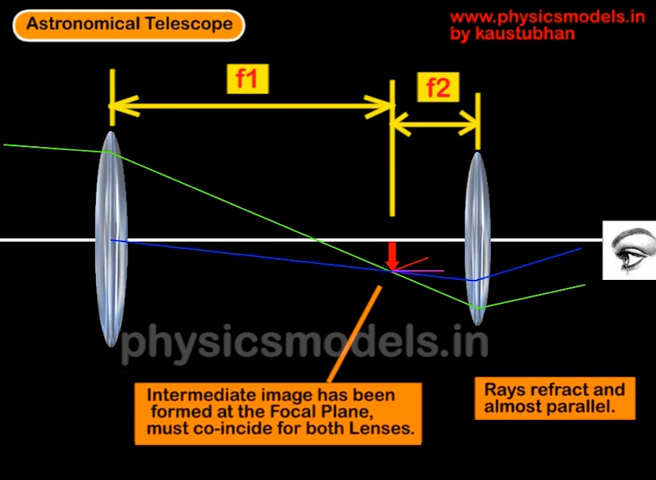 Astronomical Telescope
www.physicsmodels.in
by kaustubhan
f1
f2
physicsmodels.in
Intermediate image has been
formed at the Focal Plane,
must co-incide for both Lenses.
Rays refract and
almost parallel.